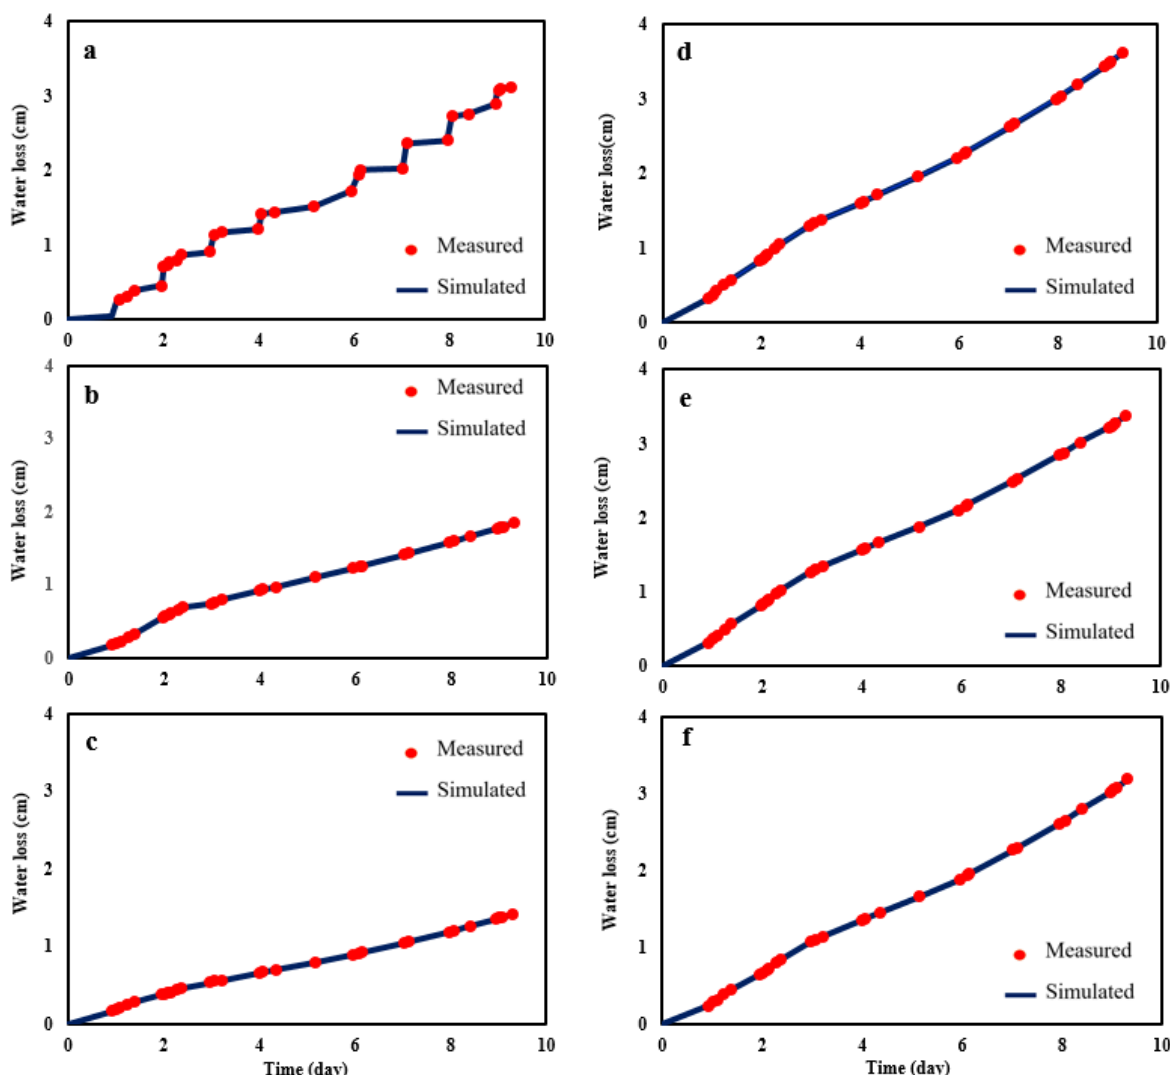 a
Water loss (cm)
4
3
2
1
0
Measured
Simulated
0 2 4 6 8 10
d
Water loss(cm)
4
3
2
1
0
Measured
Simulated
0 2 4 6 8 10
b
Water loss (cm)
4
3
2
1
0
Measured
Simulated
0 2 4 6 8 10
e
Water loss (cm)
4
3
2
1
0
Measured
Simulated
0 2 4 6 8 10
c
Water loss (cm)
4
3
2
1
0
Measured
Simulated
0 2 4 6 8 10
Time (day)
f
Water loss (cm)
4
3
2
1
0
Measured
Simulated
0 2 4 6 8 10
Time (day)